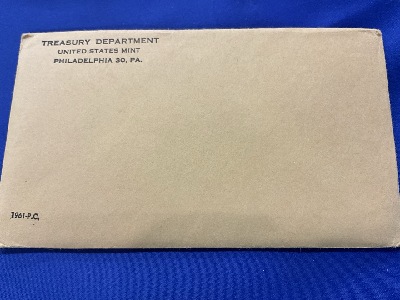 TREASURY DEPARTMENT
UNITED STATES MINT
PHILADELPHIA 30, PA.
1961-P.C.